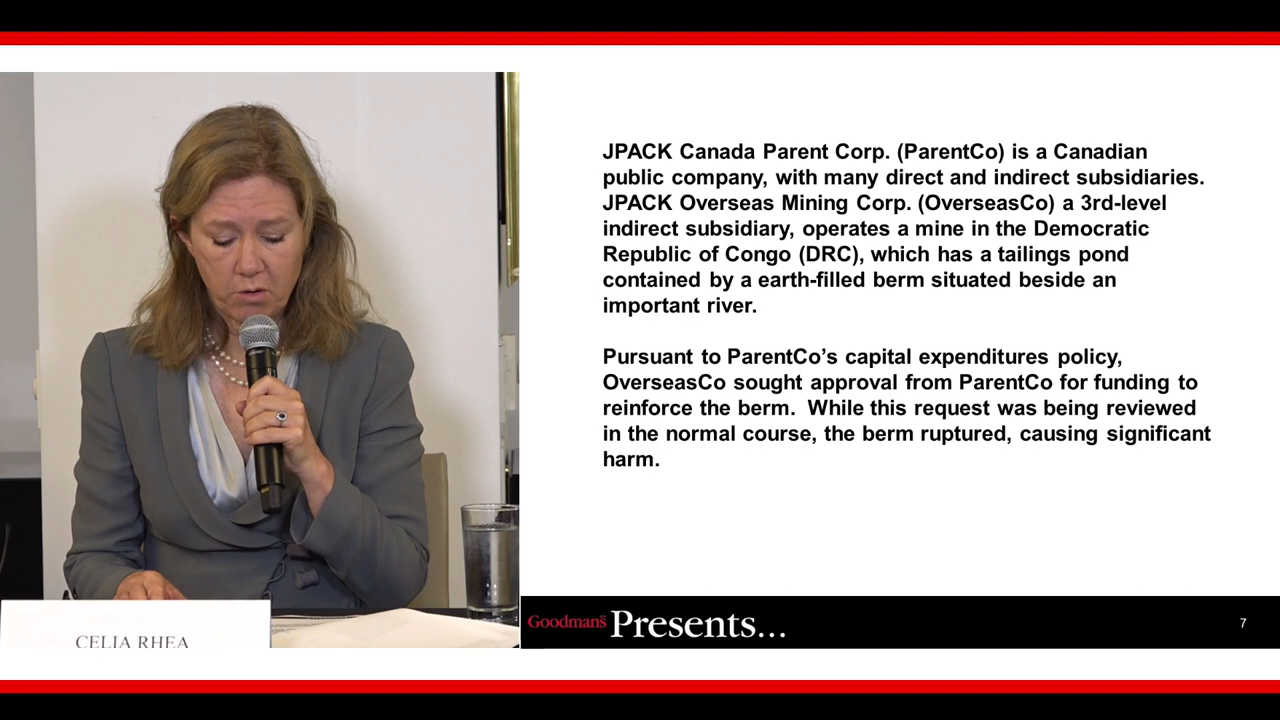 JPACK Canada Parent Corp. (ParentCo) is a Canadian
public company, with many direct and indirect subsidiaries.
JPACK Overseas Mining Corp. (OverseasCo) a 3rd-level
indirect subsidiary, operates a mine in the Democratic
Republic of Congo (DRC), which has a tailings pond
contained by a earth-filled berm situated beside an
important river.
Pursuant to ParentCo’s capital expenditures policy,
OverseasCo sought approval from ParentCo for funding to
reinforce the berm.  While this request was being reviewed
in the normal course, the berm ruptured, causing significant
harm.
CELIA RHEA
Goodmans Presents...
7